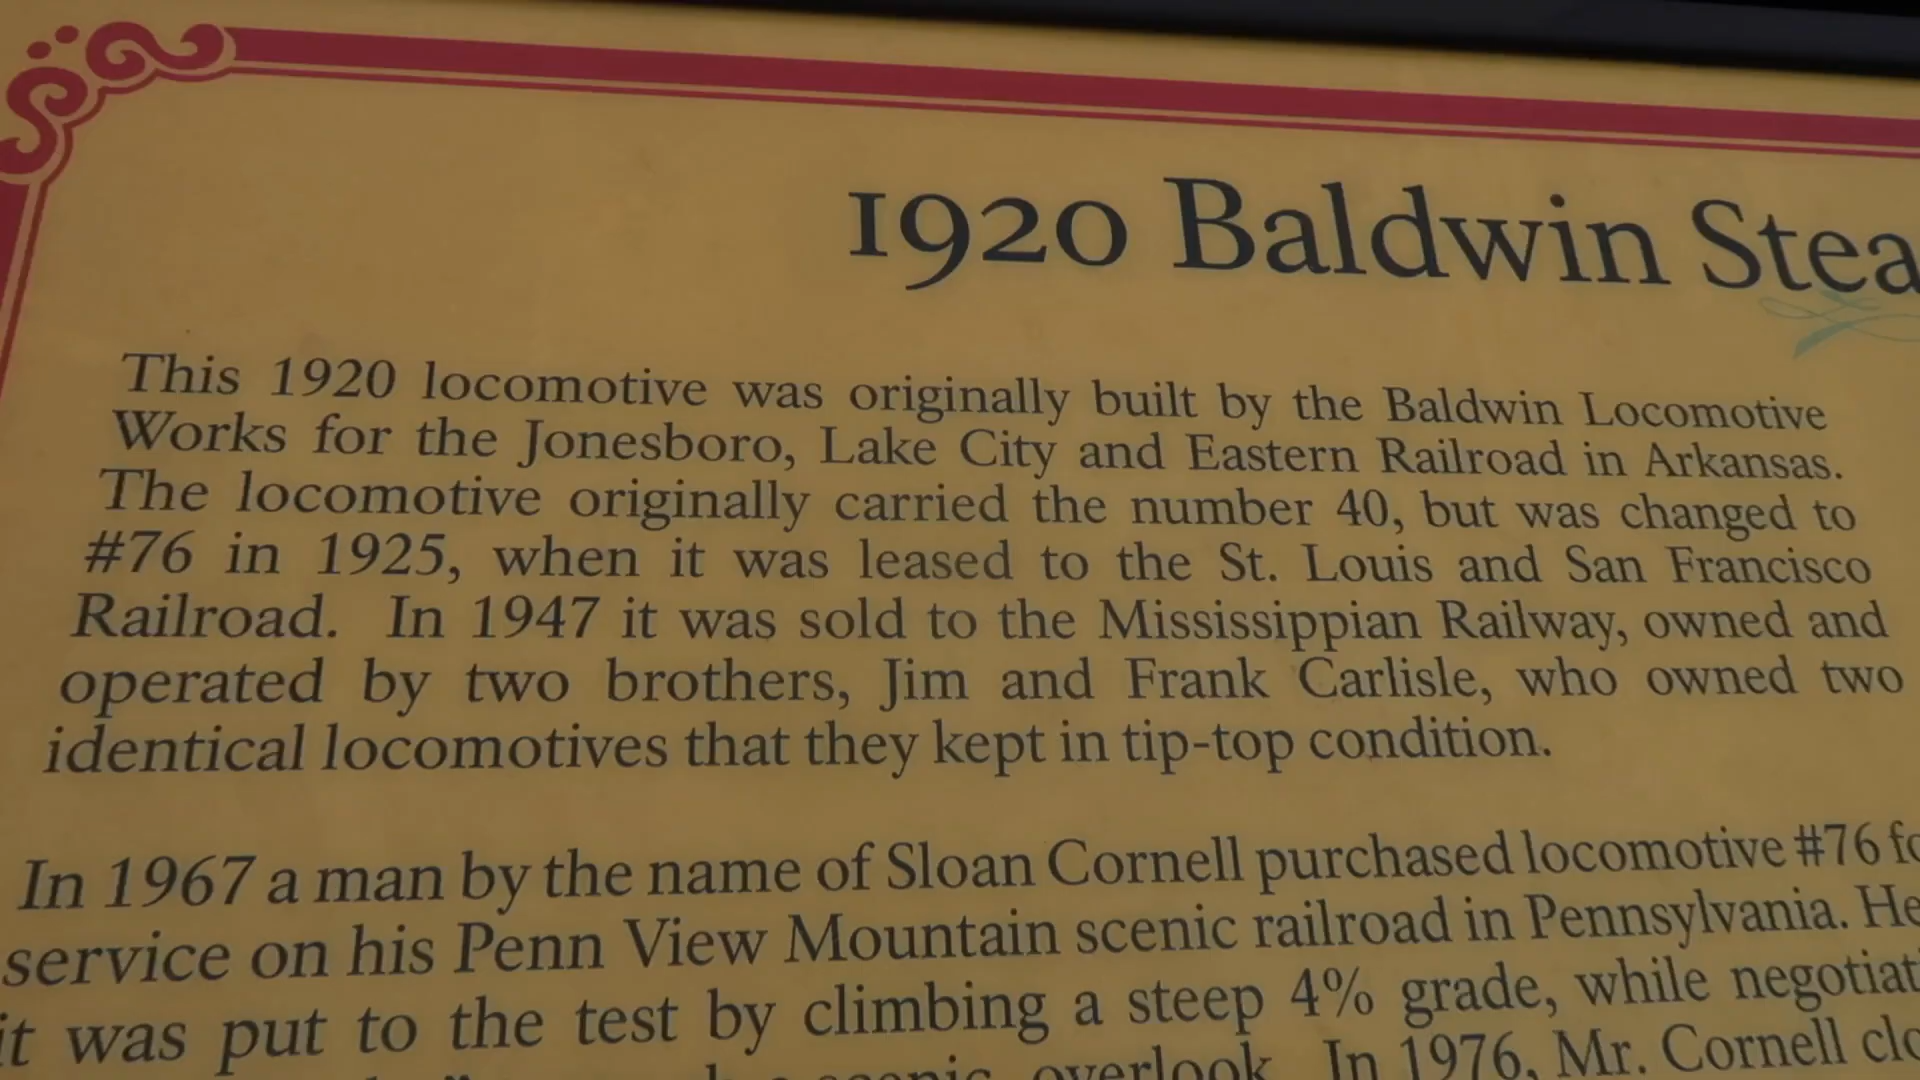 1920 Baldwin
This 1920 locomotive was originally built by the Baldwin Locomotive
Works for the Jonesboro, Lake City and Eastern Railroad in Arkansas.
The locomotive originally carried the number 40, but was changed to
#76 in 1925, when it was leased to the St. Louis and San Francisco
Railroad. In 1947 it was sold to the Mississippian Railway, owned and
operated by two brothers, Jim and Frank Carlisle, who owned two
identical locomotives that they kept in tip-top condition.
In 1967 a man by the name of Sloan Cornell purchased locomotive #76
service on his Penn View Mountain scenic railroad in Pennsylvania. He
it was put to the test by climbing a steep 4% grade, while
scenic overlook. In 1976, Mr. Cornell